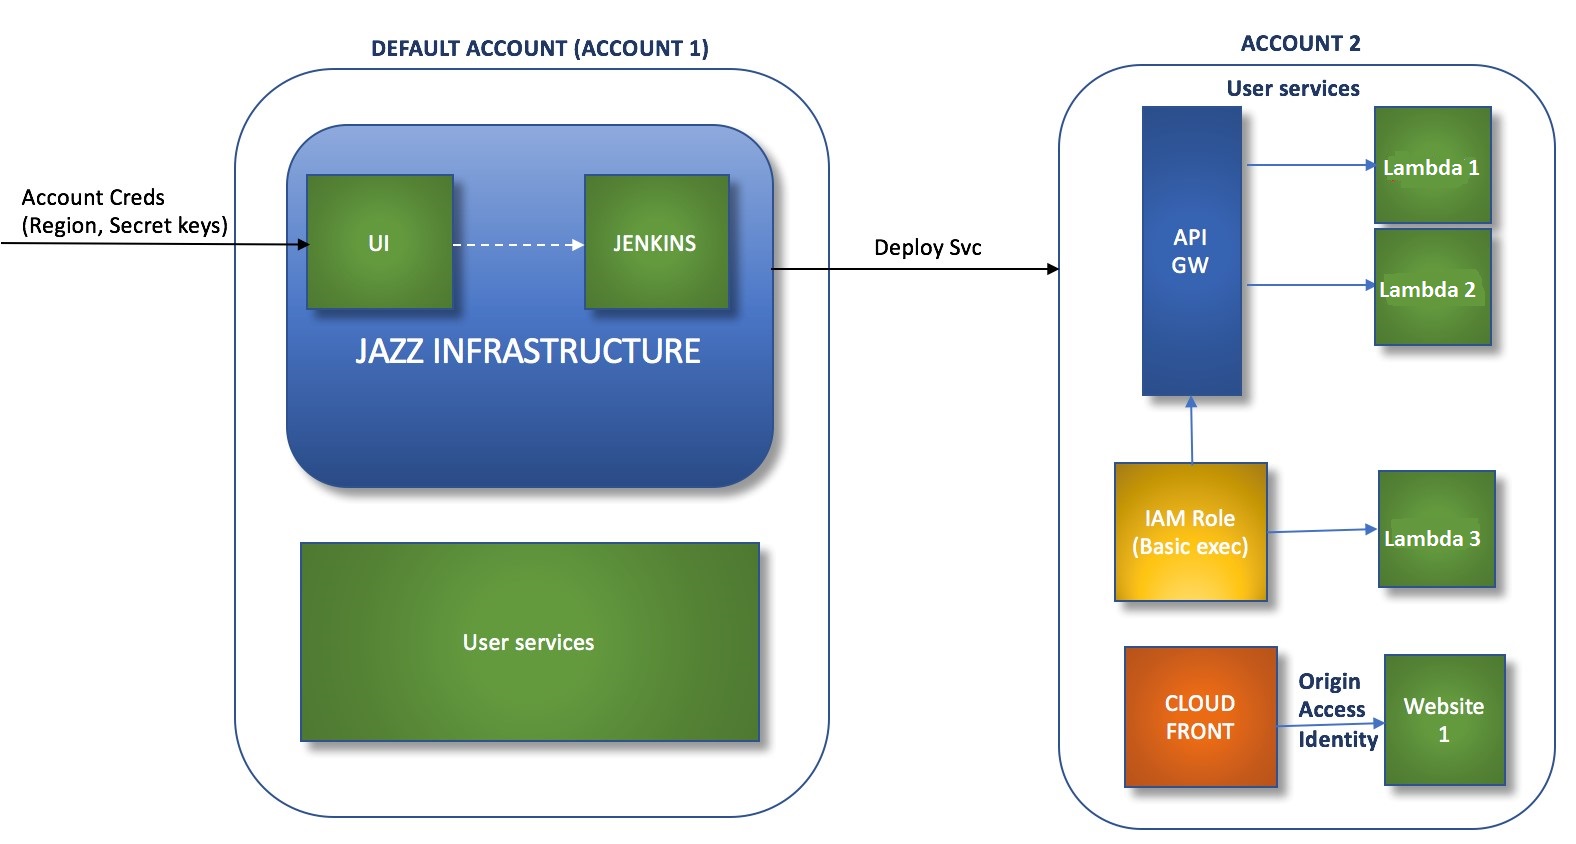 DEFAULT ACCOUNT (ACCOUNT 1)
Account Creds
(Region, Secret keys)
UI
JENKINS
JAZZ INFRASTRUCTURE
User services
Deploy Svc
ACCOUNT 2
User services
API
GW
Lambda 1
Lambda 2
IAM Role
(Basic exec)
Lambda 3
CLOUD
FRONT
Origin
Access
Identity
Website
1